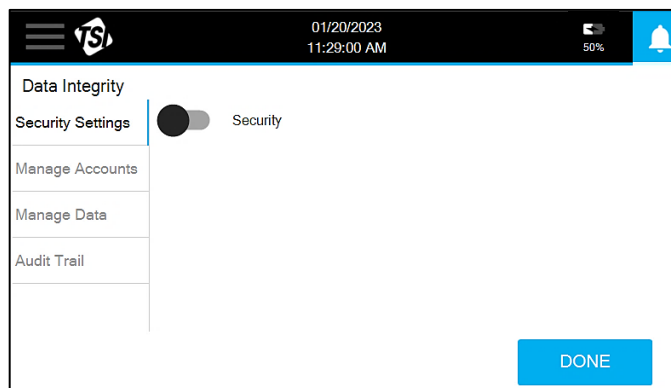 TSI
01/20/2023
11:29:00 AM
50%
Data Integrity
Security Settings
Security
Manage Accounts
Manage Data
Audit Trail
DONE